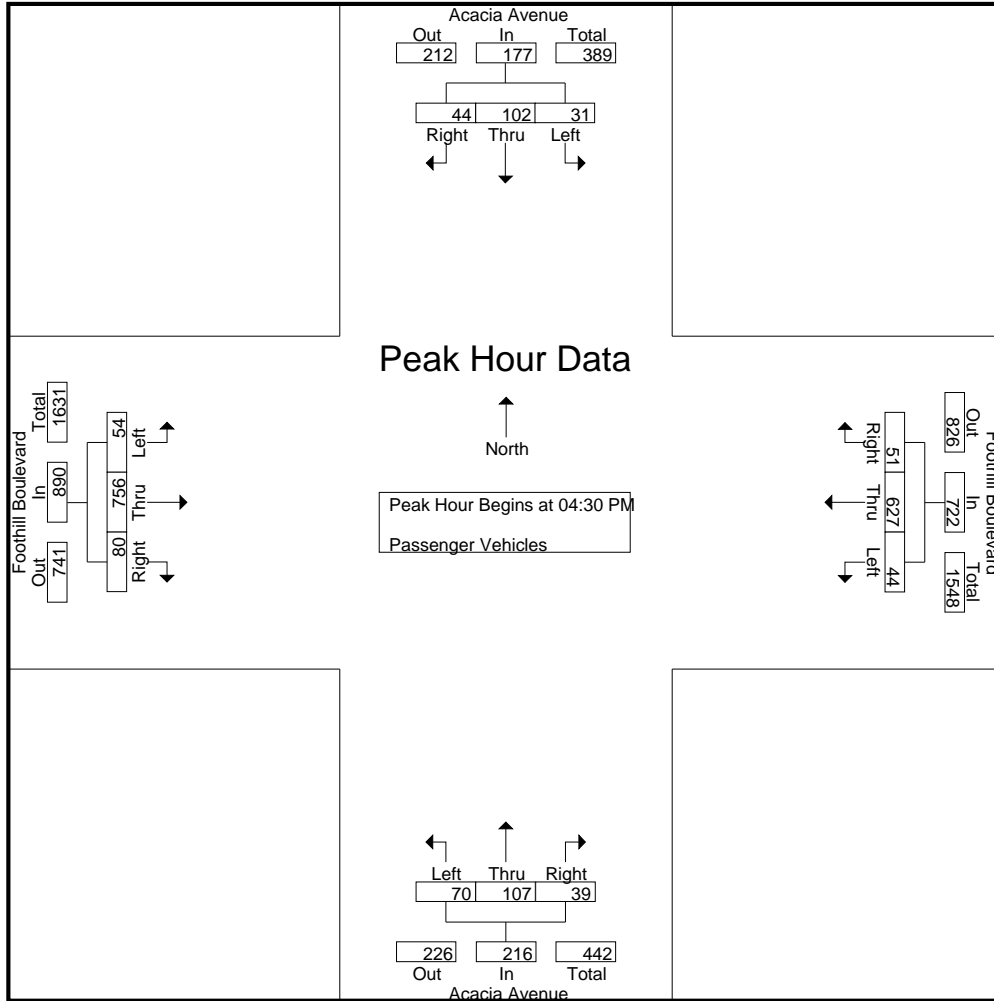 Acacia Avenue
Out In Total
212 177 389
44 102 31
Right Thru Left
Peak Hour Data
North
Peak Hour Begins at 04:30 PM
Passenger Vehicles
Foothill Boulevard
Out In Total
741 890 1631
54 756 80
Left Thru Right
Foothill Boulevard
Out In Total
826 722 1548
51 627 44
Right Thru Left
Left Thru Right
70 107 39
226 216 442
Out In Total
Acacia Avenue